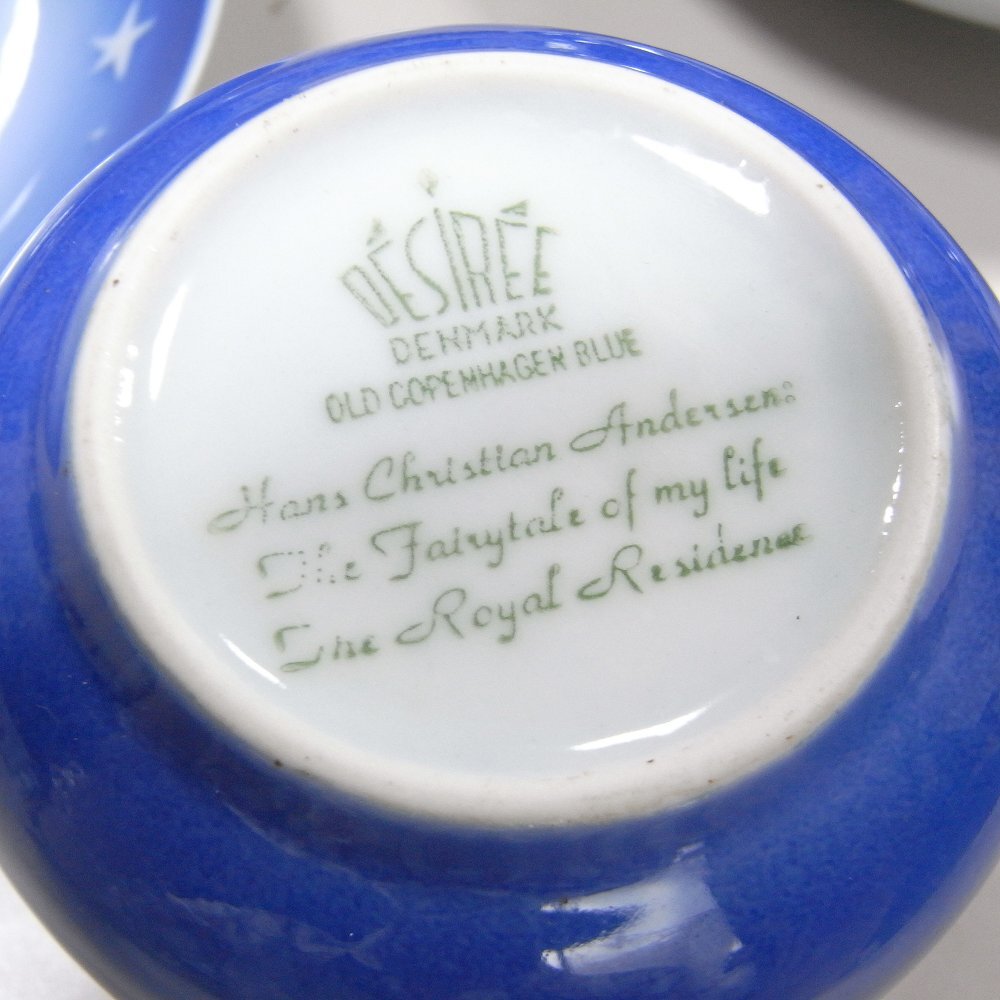 DÉSIRÉE
DENMARK
OLD COPENHAGEN BLUE
Hans Christian Andersen:
The Fairytale of my life
The Royal Residence